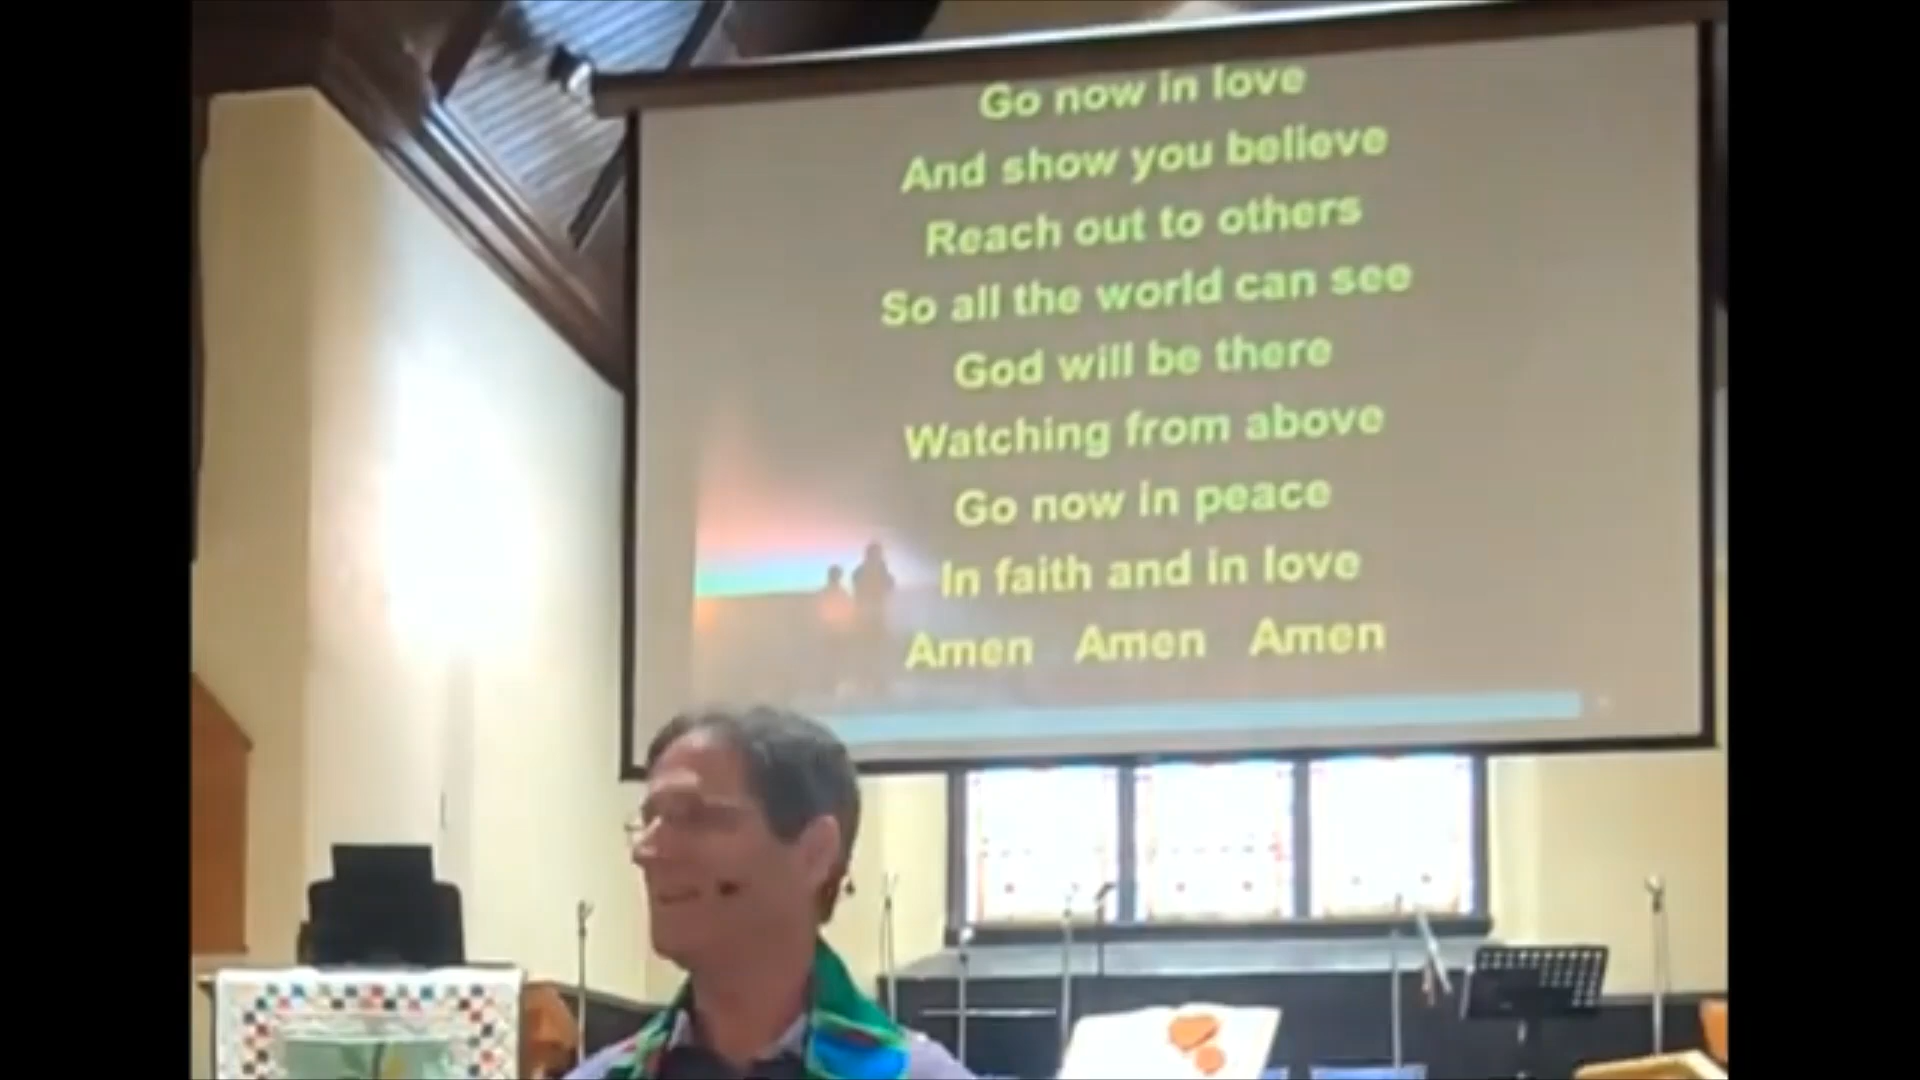 Go now in love
And show you believe
Reach out to others
So all the world can see
God will be there
Watching from above
Go now in peace
In faith and in love
Amen Amen Amen